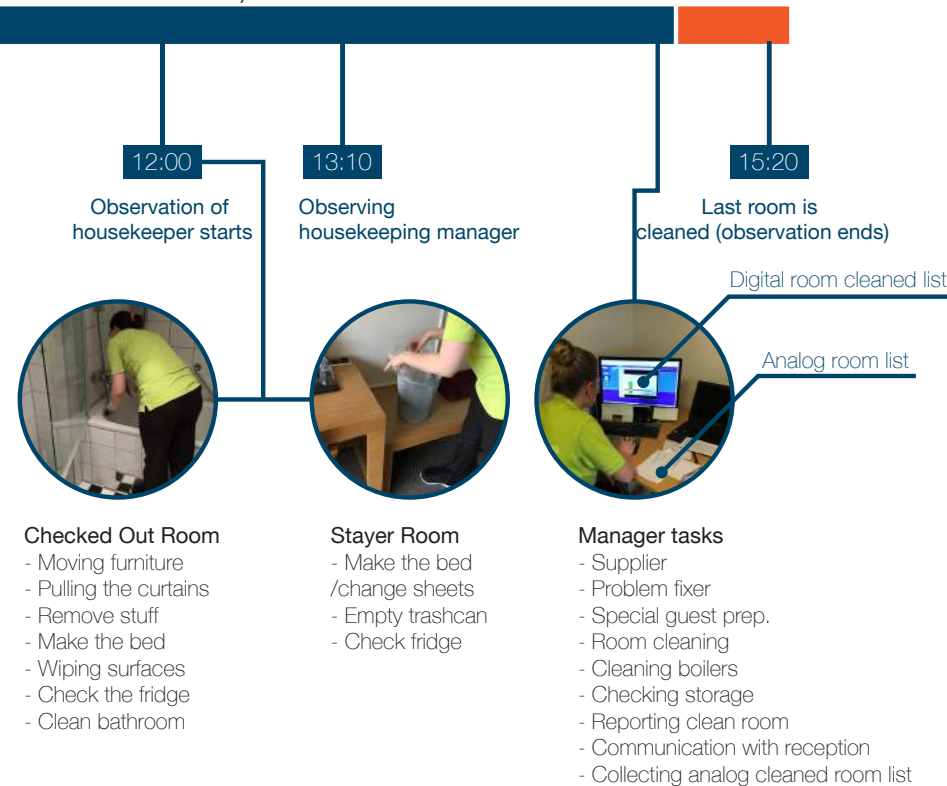 12:00
13:10
15:20
Observation of
housekeeper starts
Observing
housekeeping manager
Last room is
cleaned (observation ends)
Digital room cleaned list
Analog room list
Checked Out Room
- Moving furniture
- Pulling the curtains
- Remove stuff
- Make the bed
- Wiping surfaces
- Check the fridge
- Clean bathroom
Stayer Room
- Make the bed
/change sheets
- Empty trashcan
- Check fridge
Manager tasks
- Supplier
- Problem fixer
- Special guest prep.
- Room cleaning
- Cleaning boilers
- Checking storage
- Reporting clean room
- Communication with reception
- Collecting analog cleaned room list